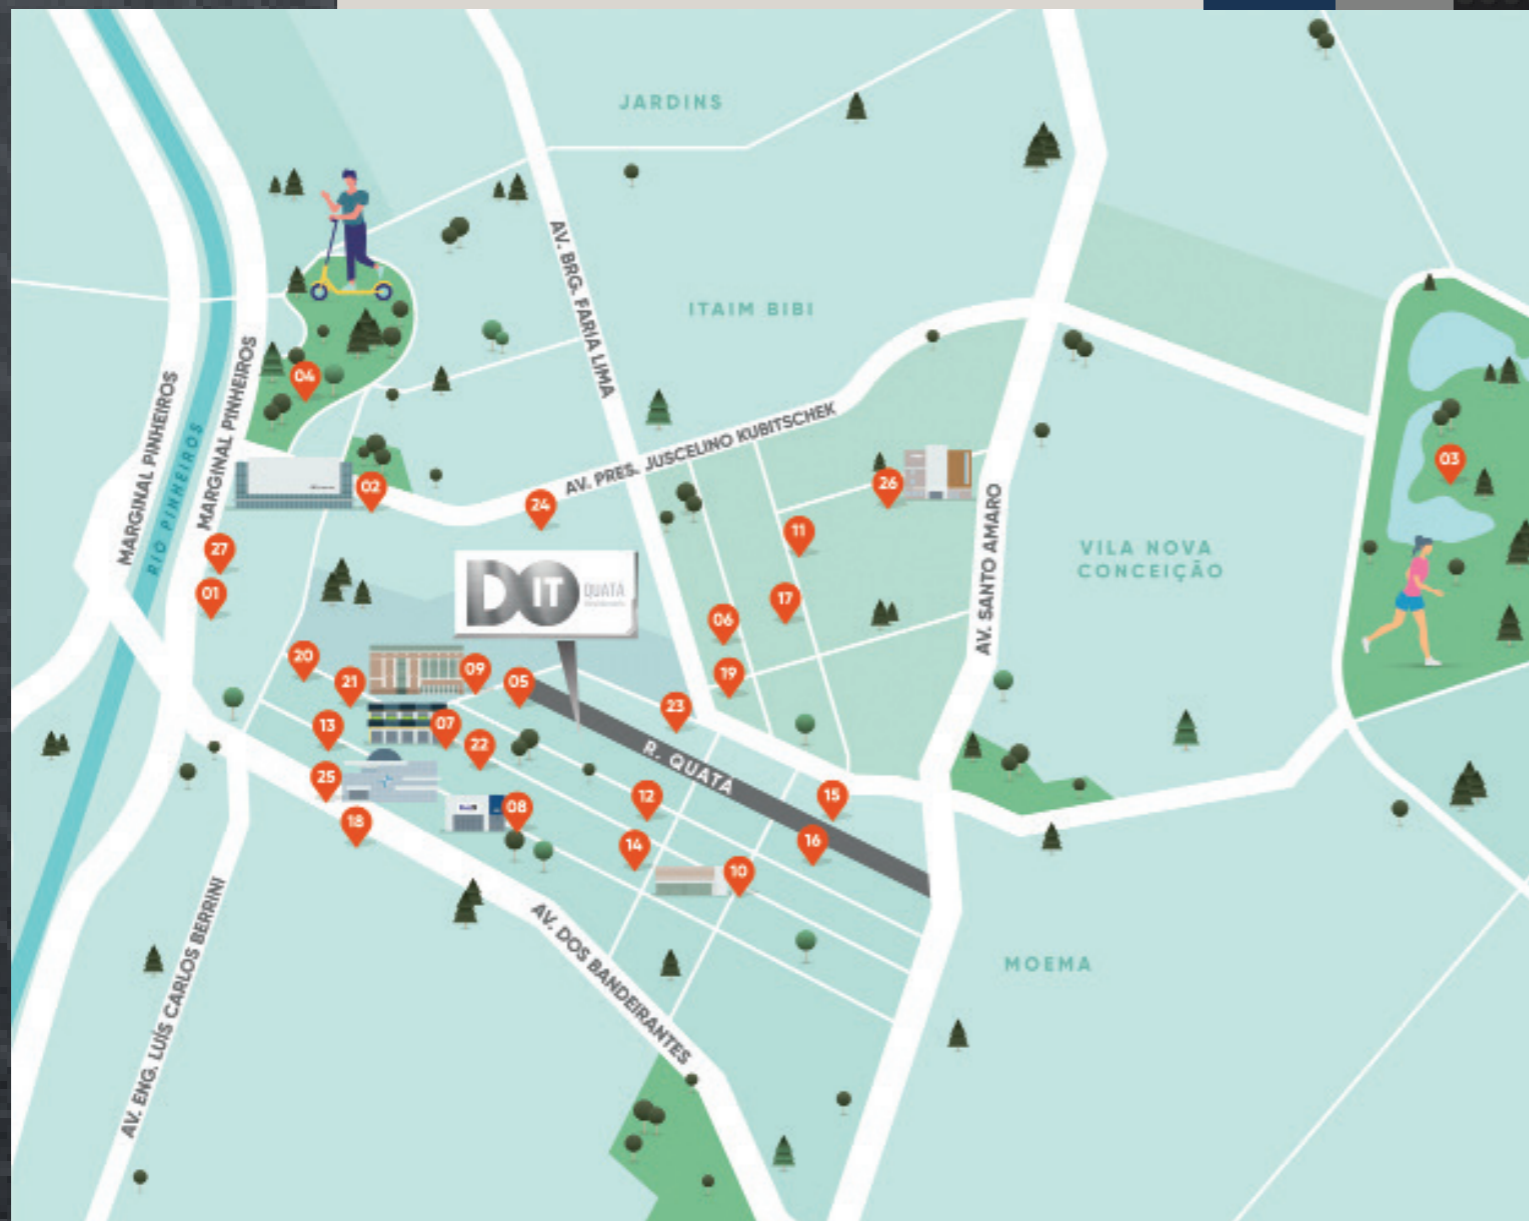 JARDINS
AV. BRG. FARIA LIMA
ITAIM BIBI
MARGINAL PINHEIROS
RIO PINHEIROS
MARGINAL PINHEIROS
04
AV. PRES. JUSCELINO KUBITSCHEK
02
24
26
03
11
27
01
AV. SANTO AMARO
VILA NOVA
CONCEIÇÃO
DO IT
QUATÁ
17
06
20
09
05
19
21
23
13
07
22
R. QUATÁ
25
12
15
08
18
14
16
10
AV. ENG. LUÍS CARLOS BERRINI
AV. DOS BANDEIRANTES
MOEMA